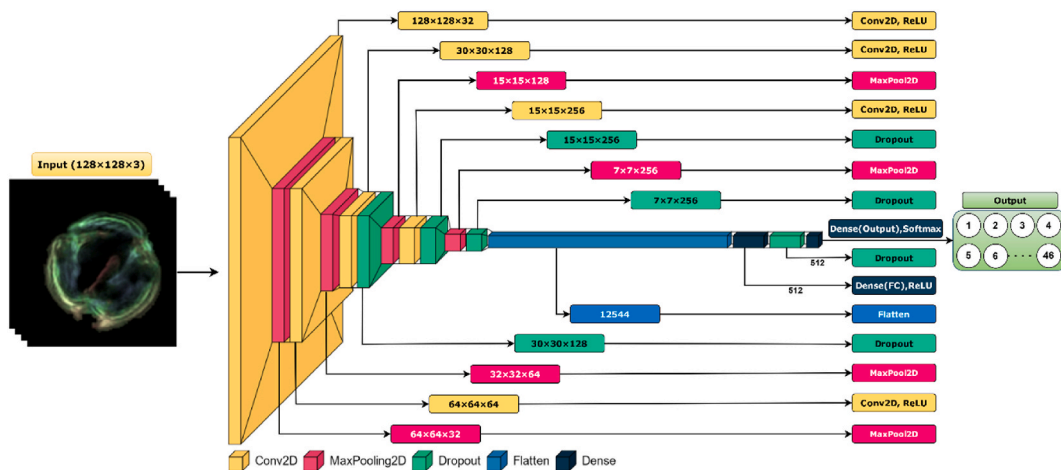 128×128×32
Conv2D, ReLU
30×30×128
Conv2D, ReLU
15×15×128
MaxPool2D
15×15×256
Conv2D, ReLU
15×15×256
Dropout
Input (128×128×3)
7×7×256
MaxPool2D
7×7×256
Dropout
Output
Dense(Output),Softmax
1 2 3 4
5 6 · · · · 46
512
Dropout
512
Dense(FC),ReLU
12544
Flatten
30×30×128
Dropout
32×32×64
MaxPool2D
64×64×64
Conv2D, ReLU
64×64×32
MaxPool2D
Conv2D MaxPooling2D Dropout Flatten Dense